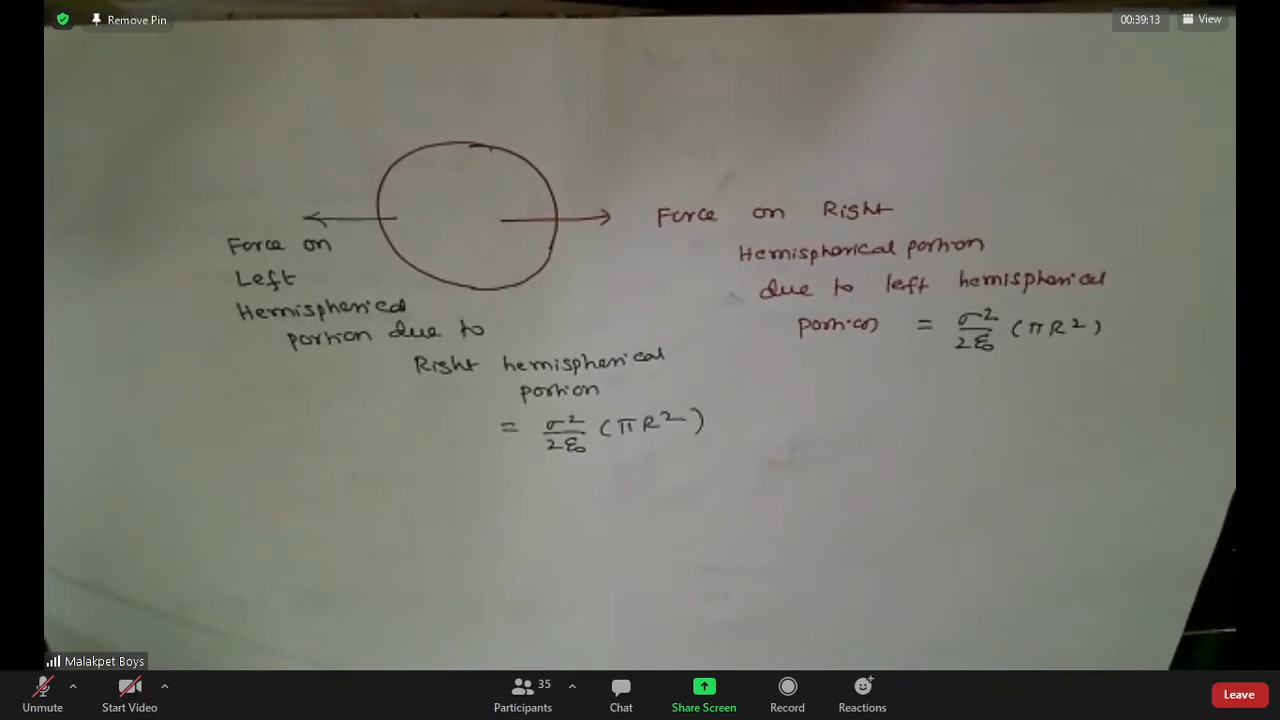 Remove Pin
00:39:13
View
Force on Right
Hemispherical portion
due to left hemispherical
portion = σ²/2ε₀ (πR²)
Force on
Left
Hemispherical
portion due to
Right hemispherical
portion
= σ²/2ε₀ (πR²)
Malakpet Boys
Unmute
Start Video
Participants
35
Chat
Share Screen
Record
Reactions
Leave